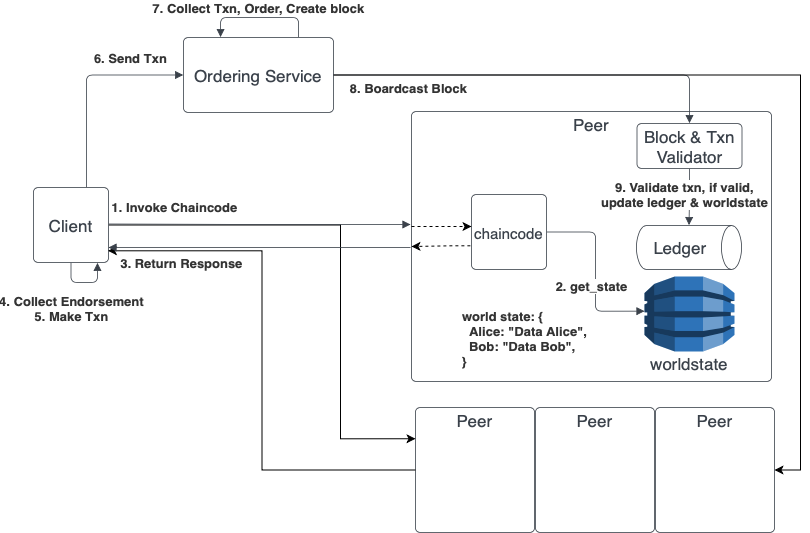 7. Collect Txn, Order, Create block
6. Send Txn
Ordering Service
8. Boardcast Block
Peer
Block & Txn
Validator
9. Validate txn, if valid,
update ledger & worldstate
1. Invoke Chaincode
Client
chaincode
Ledger
3. Return Response
2. get_state
4. Collect Endorsement
5. Make Txn
world state: {
Alice: "Data Alice",
Bob: "Data Bob",
}
worldstate
Peer
Peer
Peer